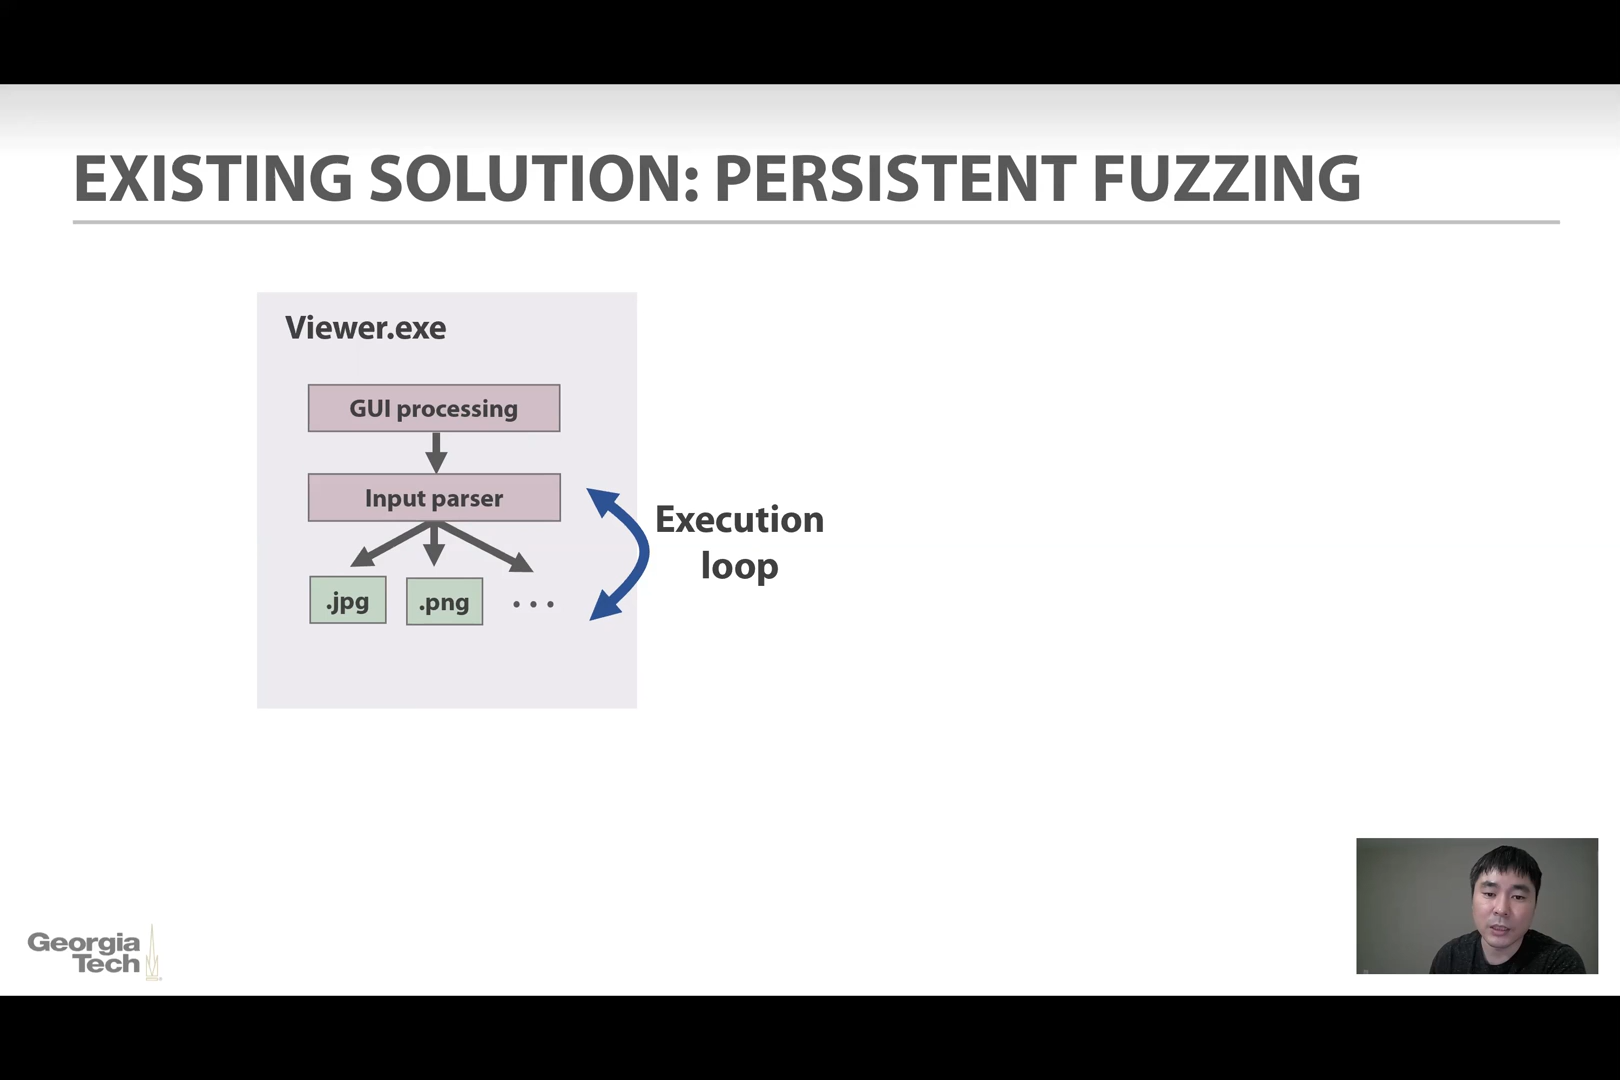 EXISTING SOLUTION: PERSISTENT FUZZING
Viewer.exe
GUI processing
Input parser
.jpg
.png
...
Execution
loop
Georgia
Tech